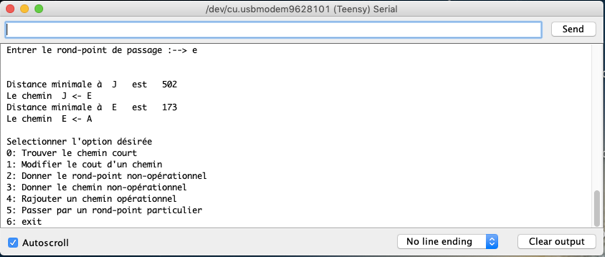 /dev/cu.usbmodem9628101 (Teensy) Serial
Send
Entrer le rond-point de passage :--> e
Distance minimale à J est 502
Le chemin J <- E
Distance minimale à E est 173
Le chemin E <- A
Selectionner l'option désirée
0: Trouver le chemin court
1: Modifier le cout d'un chemin
2: Donner le rond-point non-opérationnel
3: Donner le chemin non-opérationnel
4: Rajouter un chemin opérationnel
5: Passer par un rond-point particulier
6: exit
Autoscroll
No line ending
Clear output